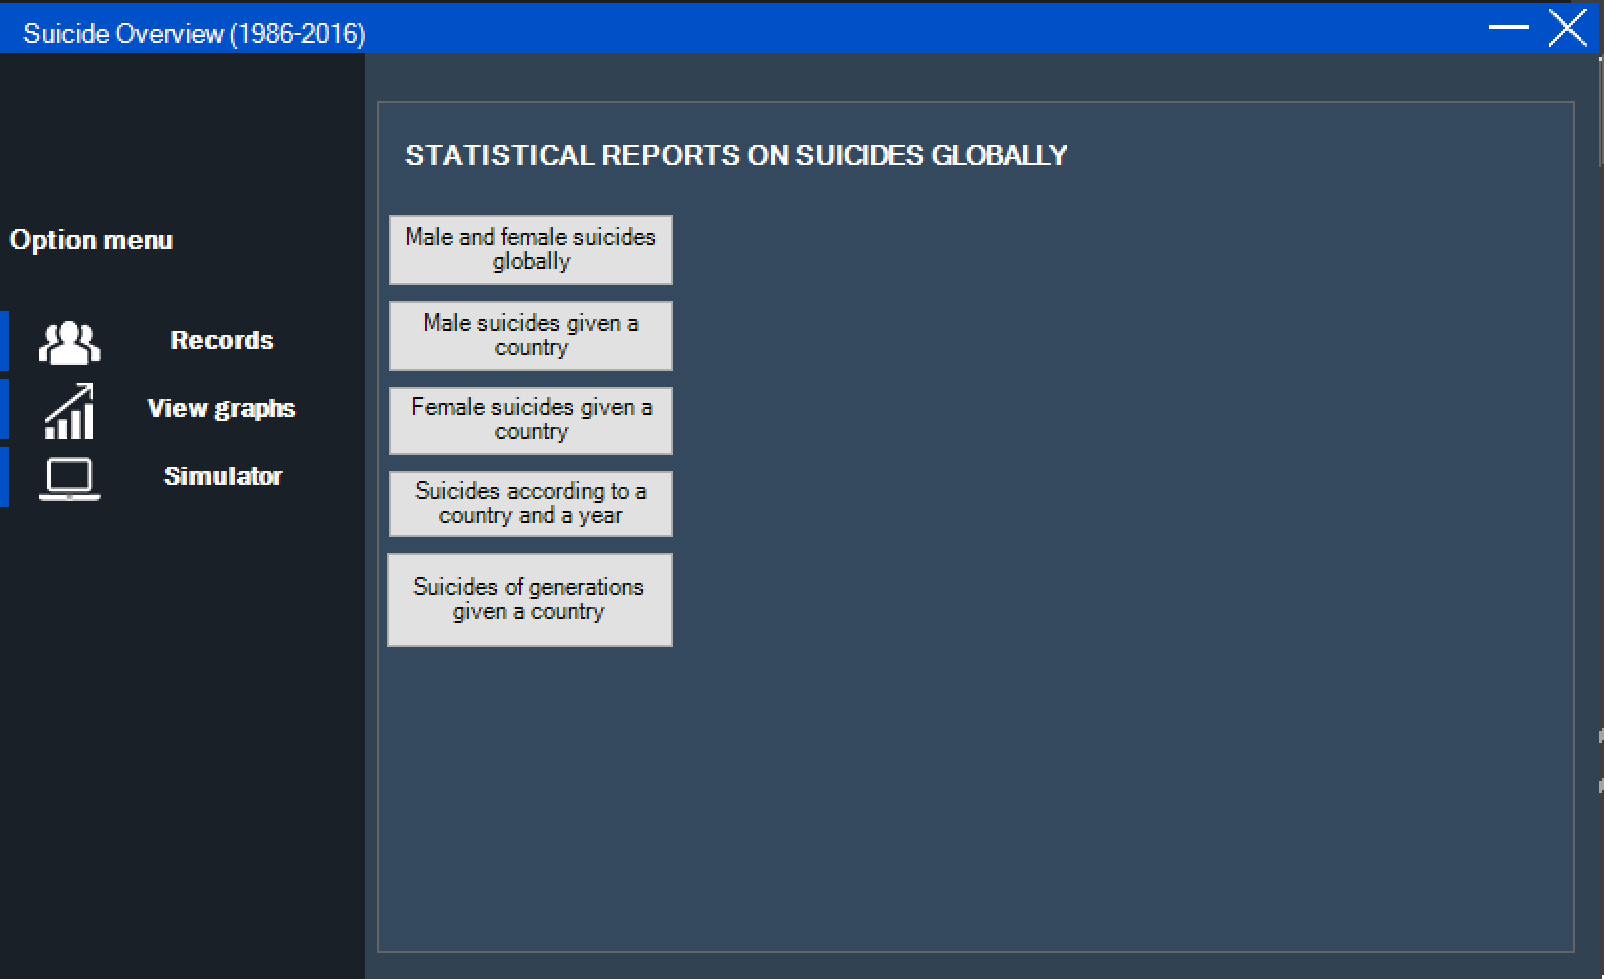 Suicide Overview (1986-2016)
Option menu
Records
View graphs
Simulator
STATISTICAL REPORTS ON SUICIDES GLOBALLY
Male and female suicides
globally
Male suicides given a
country
Female suicides given a
country
Suicides according to a
country and a year
Suicides of generations
given a country